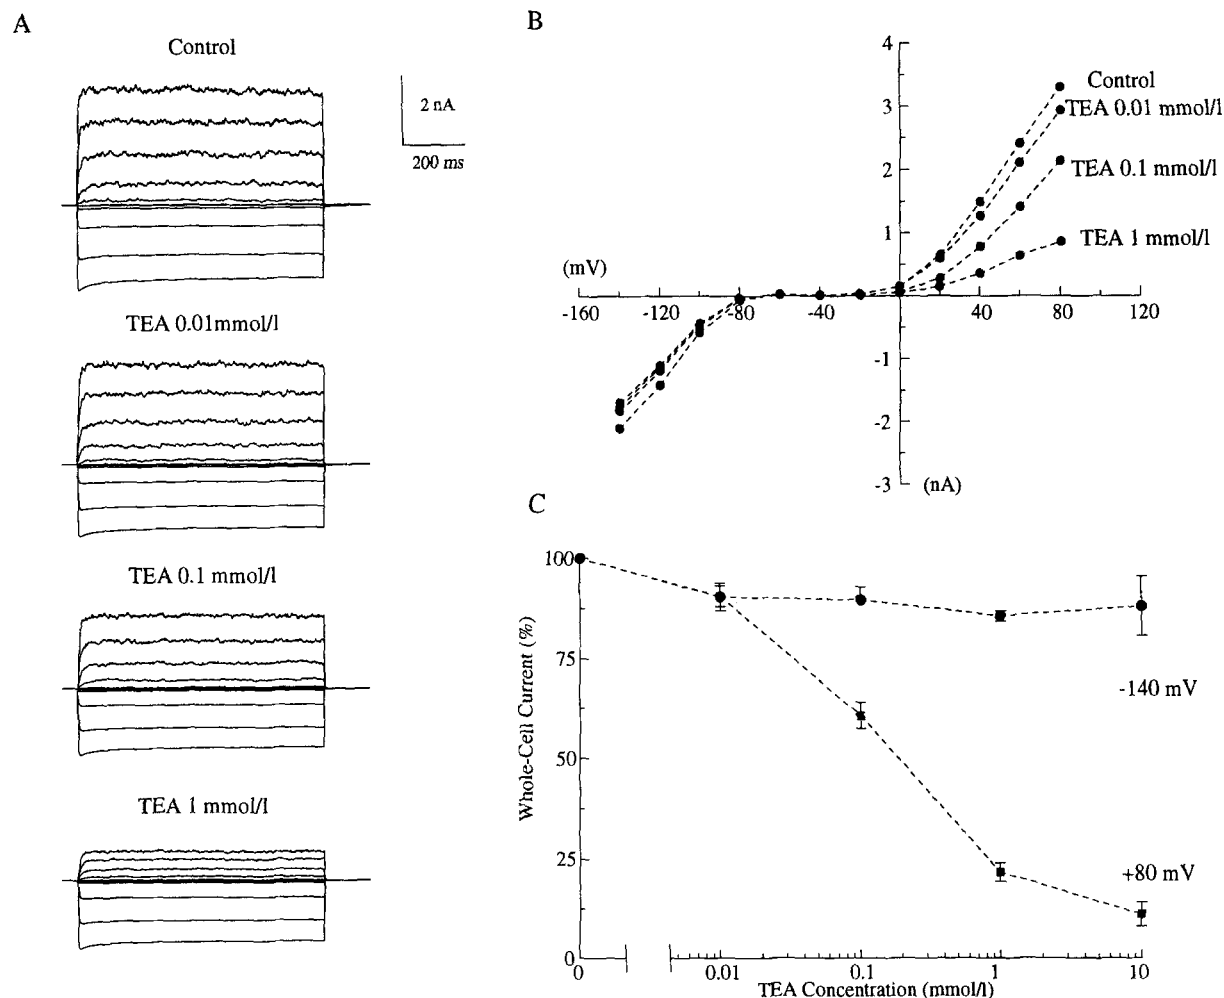 A
Control
2 nA
200 ms
TEA 0.01mmol/l
TEA 0.1 mmol/l
TEA 1 mmol/l
B
4
3
2
1
-1
-2
-3
(nA)
(mV)
-160
-120
-80
-40
40
80
120
Control
TEA 0.01 mmol/l
TEA 0.1 mmol/l
TEA 1 mmol/l
C
100
75
50
25
0
Whole-Cell Current (%)
-140 mV
+80 mV
0
0.01
0.1
1
10
TEA Concentration (mmol/l)